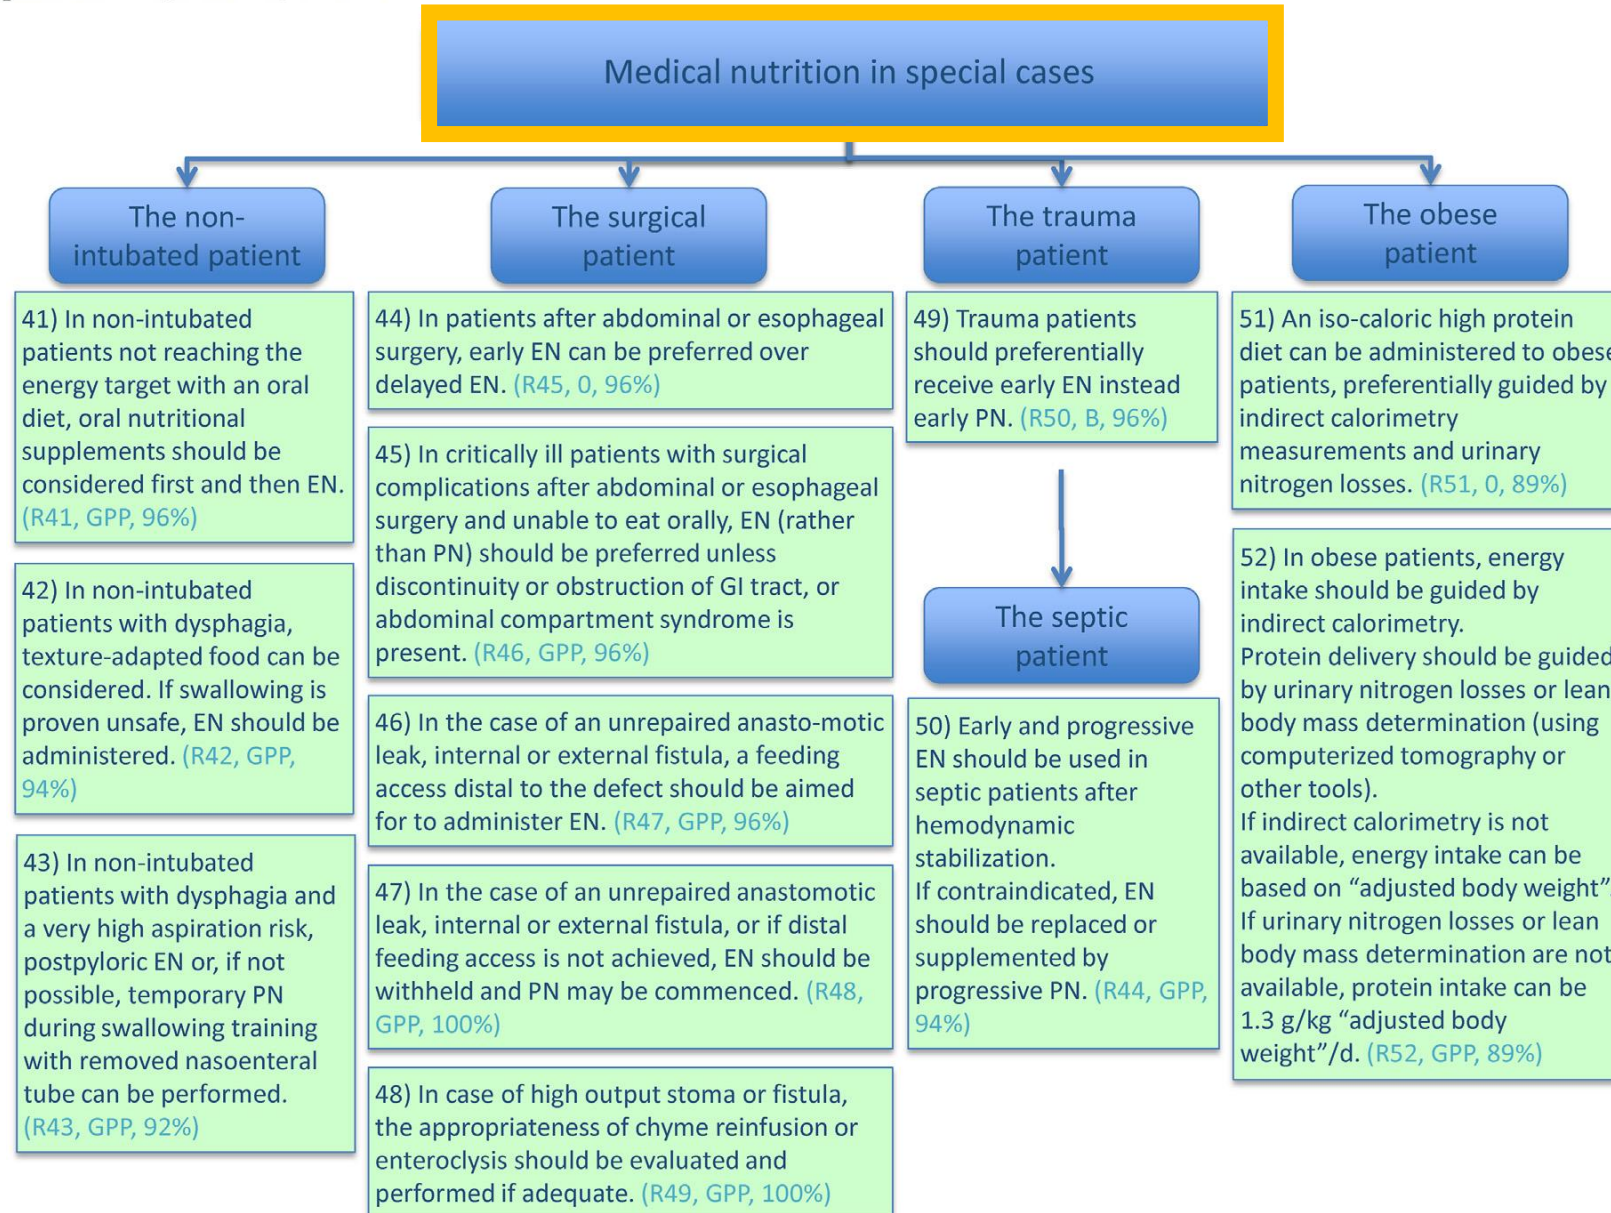 Medical nutrition in special cases
The non-
intubated patient
41) In non-intubated
patients not reaching the
energy target with an oral
diet, oral nutritional
supplements should be
considered first and then EN.
(R41, GPP, 96%)
42) In non-intubated
patients with dysphagia,
texture-adapted food can be
considered. If swallowing is
proven unsafe, EN should be
administered. (R42, GPP,
94%)
43) In non-intubated
patients with dysphagia and
a very high aspiration risk,
postpyloric EN or, if not
possible, temporary PN
during swallowing training
with removed nasoenteral
tube can be performed.
(R43, GPP, 92%)
The surgical
patient
44) In patients after abdominal or esophageal
surgery, early EN can be preferred over
delayed EN. (R45, 0, 96%)
45) In critically ill patients with surgical
complications after abdominal or esophageal
surgery and unable to eat orally, EN (rather
than PN) should be preferred unless
discontinuity or obstruction of GI tract, or
abdominal compartment syndrome is
present. (R46, GPP, 96%)
46) In the case of an unrepaired anasto-motic
leak, internal or external fistula, a feeding
access distal to the defect should be aimed
for to administer EN. (R47, GPP, 96%)
47) In the case of an unrepaired anastomotic
leak, internal or external fistula, or if distal
feeding access is not achieved, EN should be
withheld and PN may be commenced. (R48,
GPP, 100%)
48) In case of high output stoma or fistula,
the appropriateness of chyme reinfusion or
enteroclysis should be evaluated and
performed if adequate. (R49, GPP, 100%)
The trauma
patient
49) Trauma patients
should preferentially
receive early EN instead
early PN. (R50, B, 96%)
The septic
patient
50) Early and progressive
EN should be used in
septic patients after
hemodynamic
stabilization.
If contraindicated, EN
should be replaced or
supplemented by
progressive PN. (R44, GPP,
94%)
The obese
patient
51) An iso-caloric high protein
diet can be administered to obese
patients, preferentially guided by
indirect calorimetry
measurements and urinary
nitrogen losses. (R51, 0, 89%)
52) In obese patients, energy
intake should be guided by
indirect calorimetry.
Protein delivery should be guided
by urinary nitrogen losses or lean
body mass determination (using
computerized tomography or
other tools).
If indirect calorimetry is not
available, energy intake can be
based on “adjusted body weight”.
If urinary nitrogen losses or lean
body mass determination are not
available, protein intake can be
1.3 g/kg “adjusted body
weight”/d. (R52, GPP, 89%)